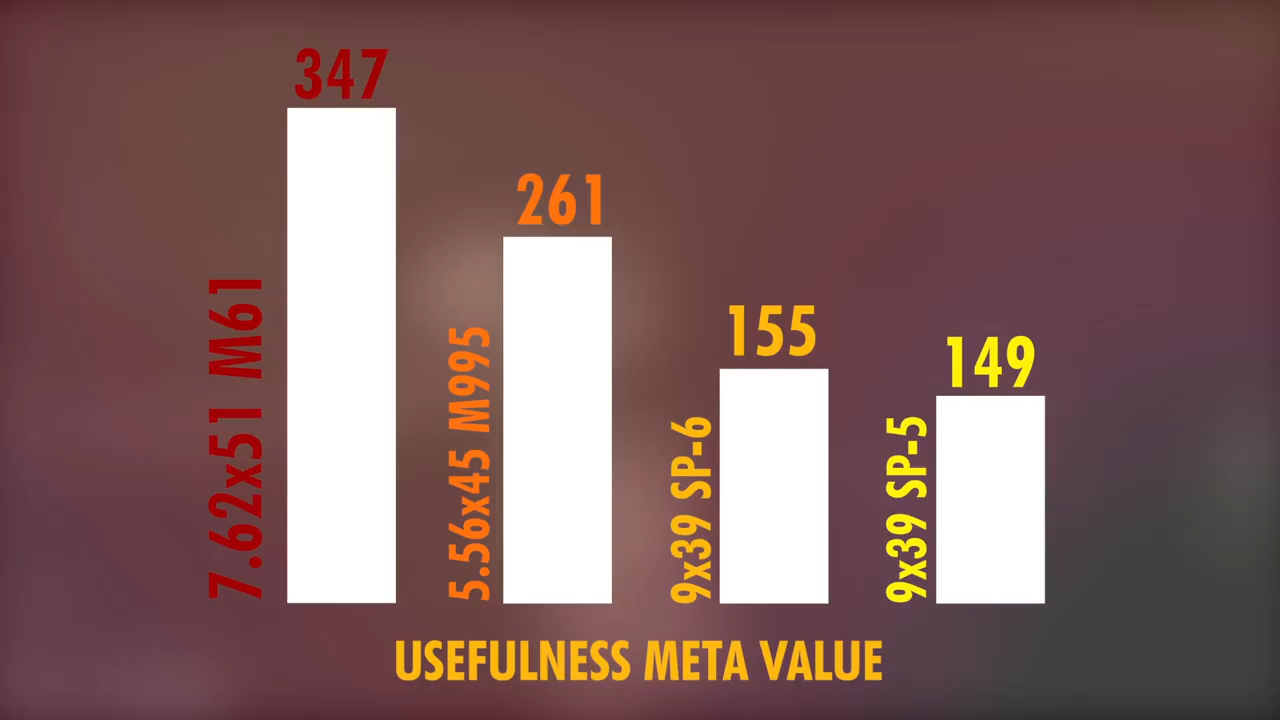 347
7.62x51 M61
261
5.56x45 M995
155
9x39 SP-6
149
9x39 SP-5
USEFULNESS META VALUE